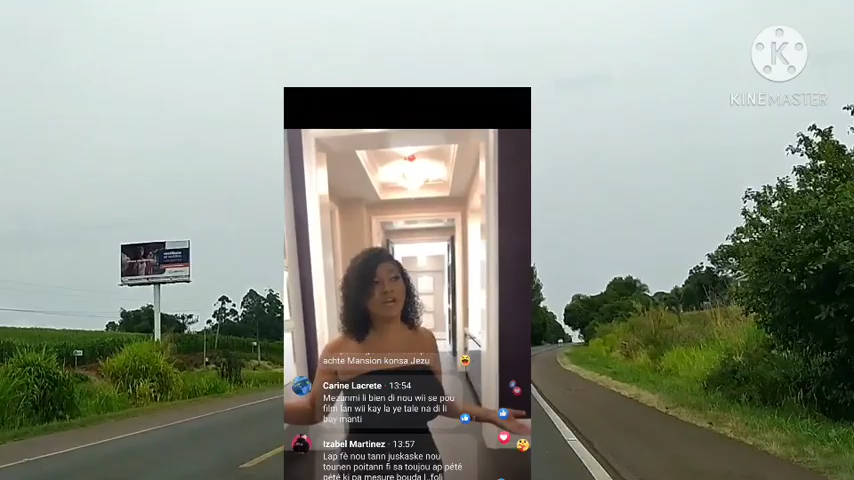 K
KINEMASTER
achte Mansion konsa Jezu
Carine Lacrete · 13:54
Mezanmi li bien di nou wii se pou
film lan wii kay la ye tale na di li
bay manti
Izabel Martinez · 13:57
Lap fè nou tann juskaske nou
tounen poitann fi sa toujou ap pété
pété ki pa mesure bouda l..foli